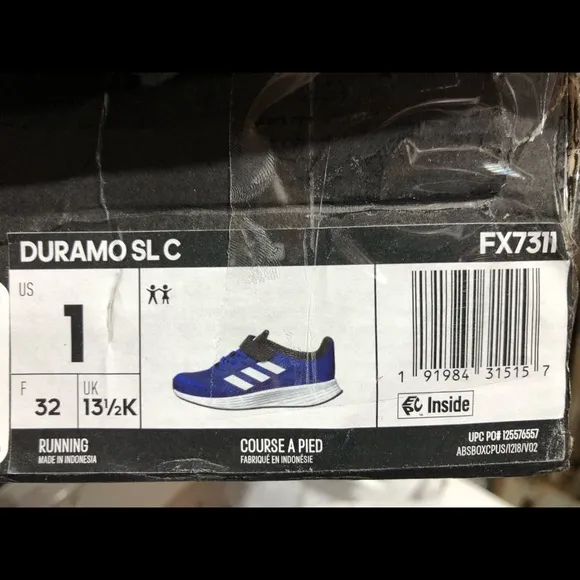 DURAMO SL C
FX7311
US
1
F
32
UK
13½K
1 91984 31515 7
Inside
RUNNING
MADE IN INDONESIA
COURSE A PIED
FABRIQUÉ EN INDONÉSIE
UPC PO# 125576557
ABSBOXCPUS/1218/V02